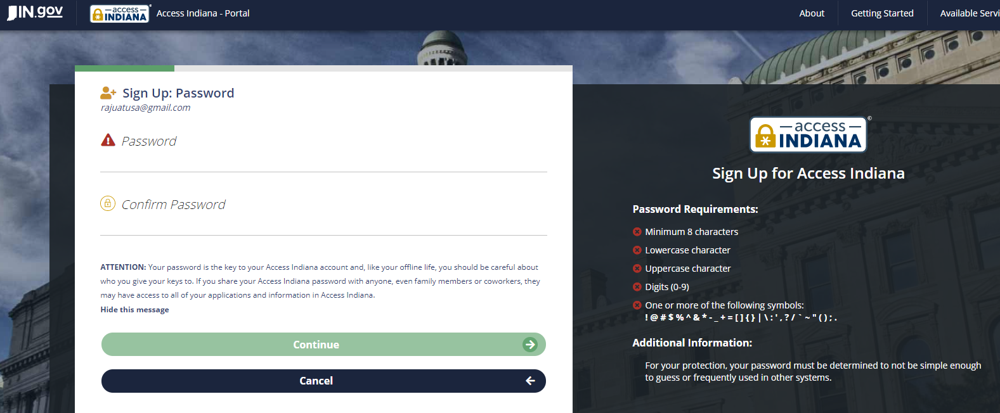 IN.gov
access INDIANA
Access Indiana - Portal
About
Getting Started
Available Servi
Sign Up: Password
rajuatusa@gmail.com
Password
Confirm Password
ATTENTION: Your password is the key to your Access Indiana account and, like your offline life, you should be careful about
who you give your keys to. If you share your Access Indiana password with anyone, even family members or coworkers, they
may have access to all of your applications and information in Access Indiana.
Hide this message
Continue
Cancel
access
INDIANA
©
Sign Up for Access Indiana
Password Requirements:
Minimum 8 characters
Lowercase character
Uppercase character
Digits (0-9)
One or more of the following symbols:
! @ # $ % ^ & * - _ + = [ ] { } | \ : ' , ? / ` ~ " ( ) ; .
Additional Information:
For your protection, your password must be determined to not be simple enough
to guess or frequently used in other systems.